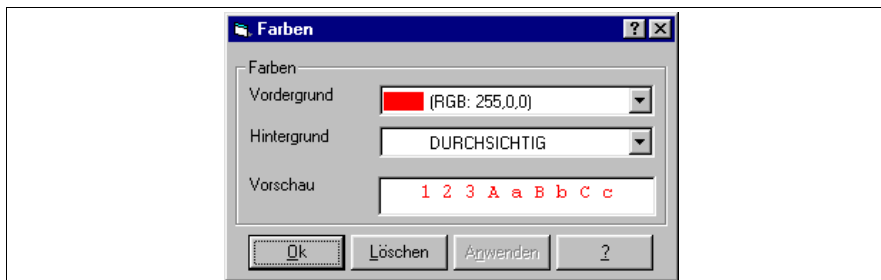 Farben ? X
Farben
Vordergrund (RGB: 255,0,0)
Hintergrund DURCHSICHTIG
Vorschau 1 2 3 A a B b C c
Ok Löschen Anwenden ?